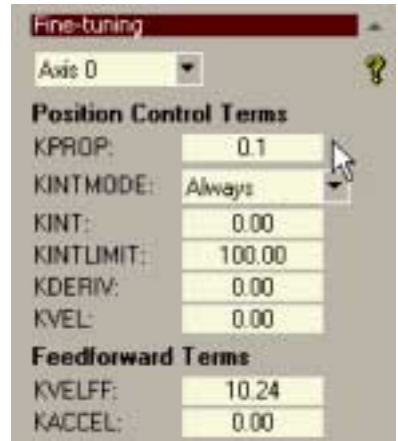 Fine-tuning
Axis 0
Position Control Terms
KPROP: 0.1
KINTMODE: Always
KINT: 0.00
KINTLIMIT: 100.00
KDERIV: 0.00
KVEL: 0.00
Feedforward Terms
KVELFF: 10.24
KACCEL: 0.00